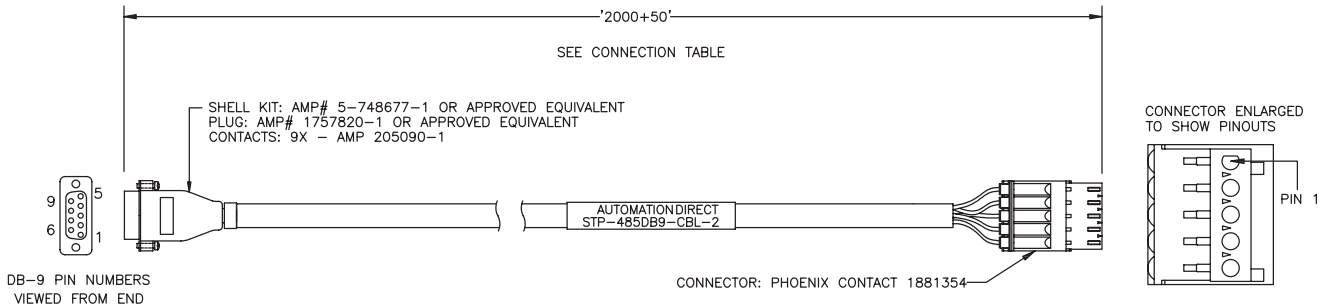 '2000+50'
SEE CONNECTION TABLE
SHELL KIT: AMP# 5-748677-1 OR APPROVED EQUIVALENT
PLUG: AMP# 1757820-1 OR APPROVED EQUIVALENT
CONTACTS: 9X - AMP 205090-1
CONNECTOR ENLARGED
TO SHOW PINOUTS
PIN 1
9
5
6
1
AUTOMATIONDIRECT
STP-485DB9-CBL-2
DB-9 PIN NUMBERS
VIEWED FROM END
CONNECTOR: PHOENIX CONTACT 1881354